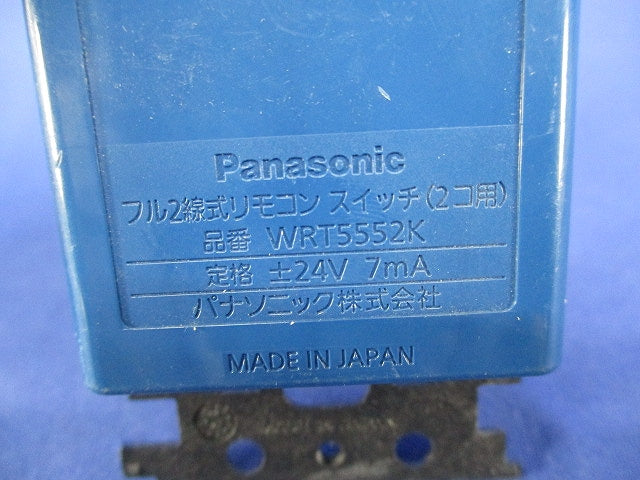 Panasonic
フル2線式リモコン スイッチ(2コ用)
品番 WRT5552K
定格 ±24V 7mA
パナソニック株式会社
MADE IN JAPAN